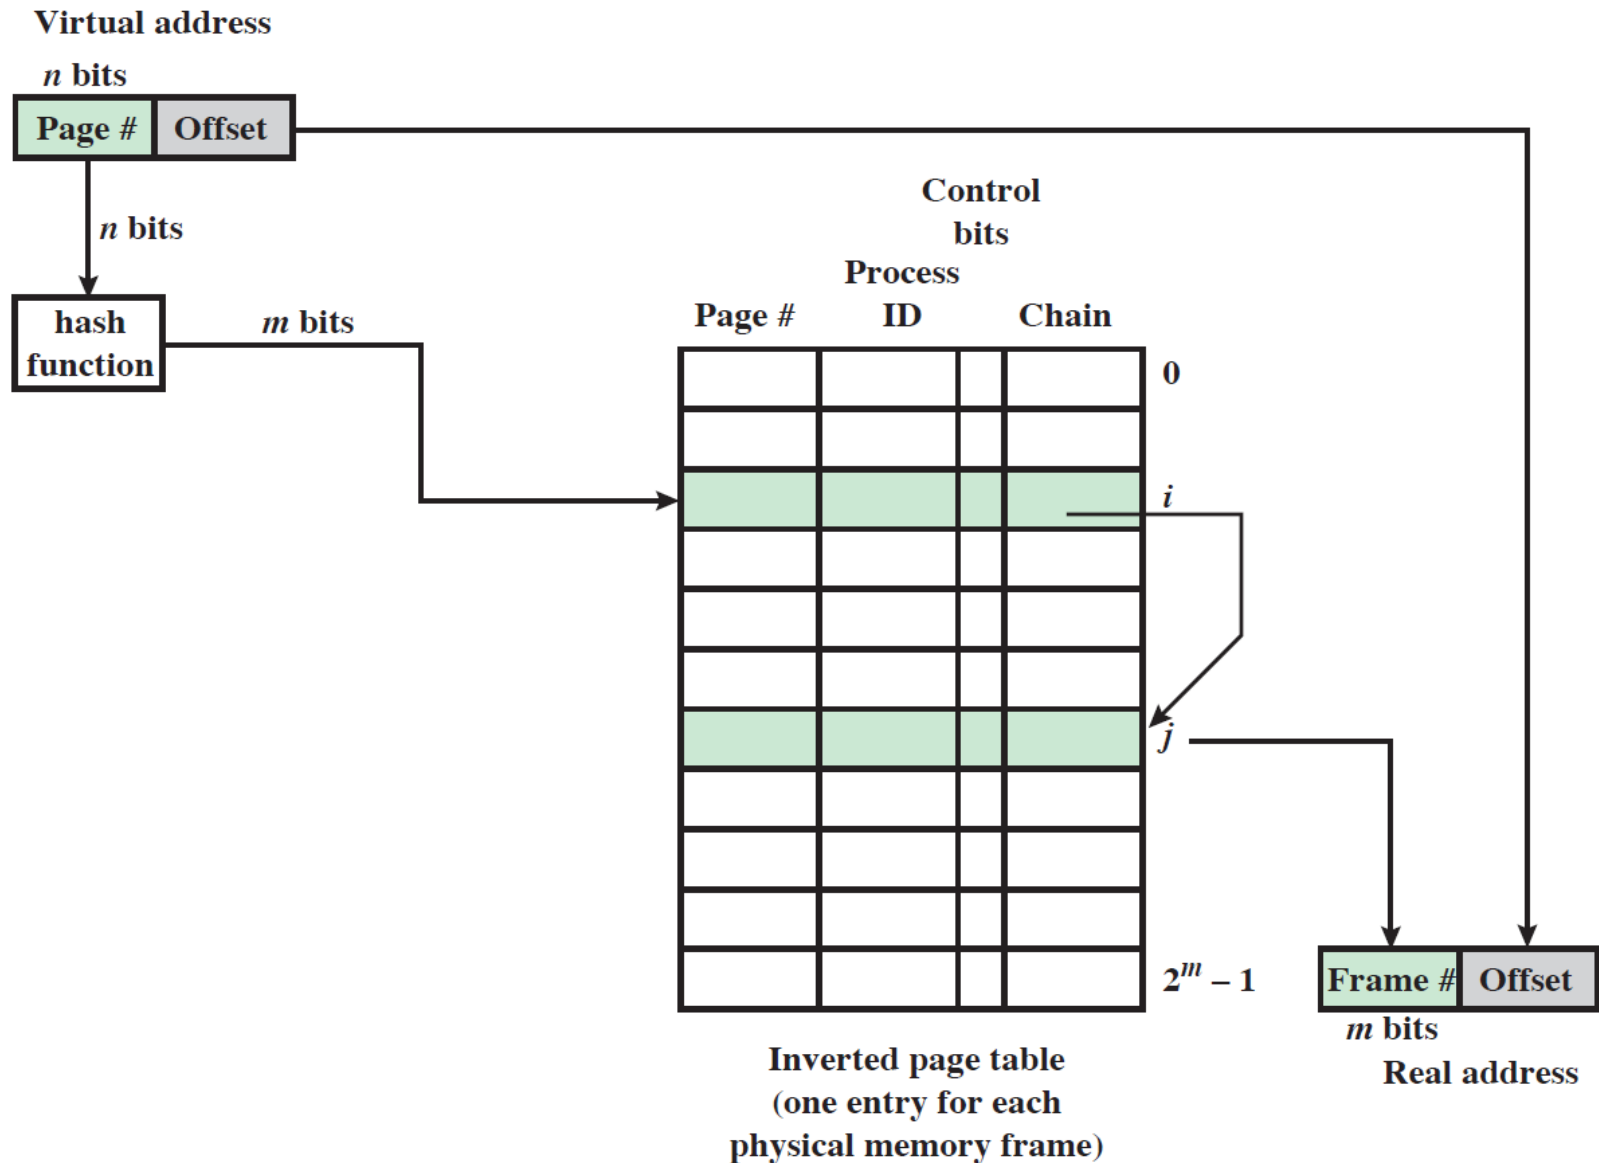 Virtual address
n bits
Page # Offset
n bits
hash
function
m bits
Control
bits
Process
ID
Page #
Chain
0
i
j
2^m – 1
Frame # Offset
m bits
Real address
Inverted page table
(one entry for each
physical memory frame)